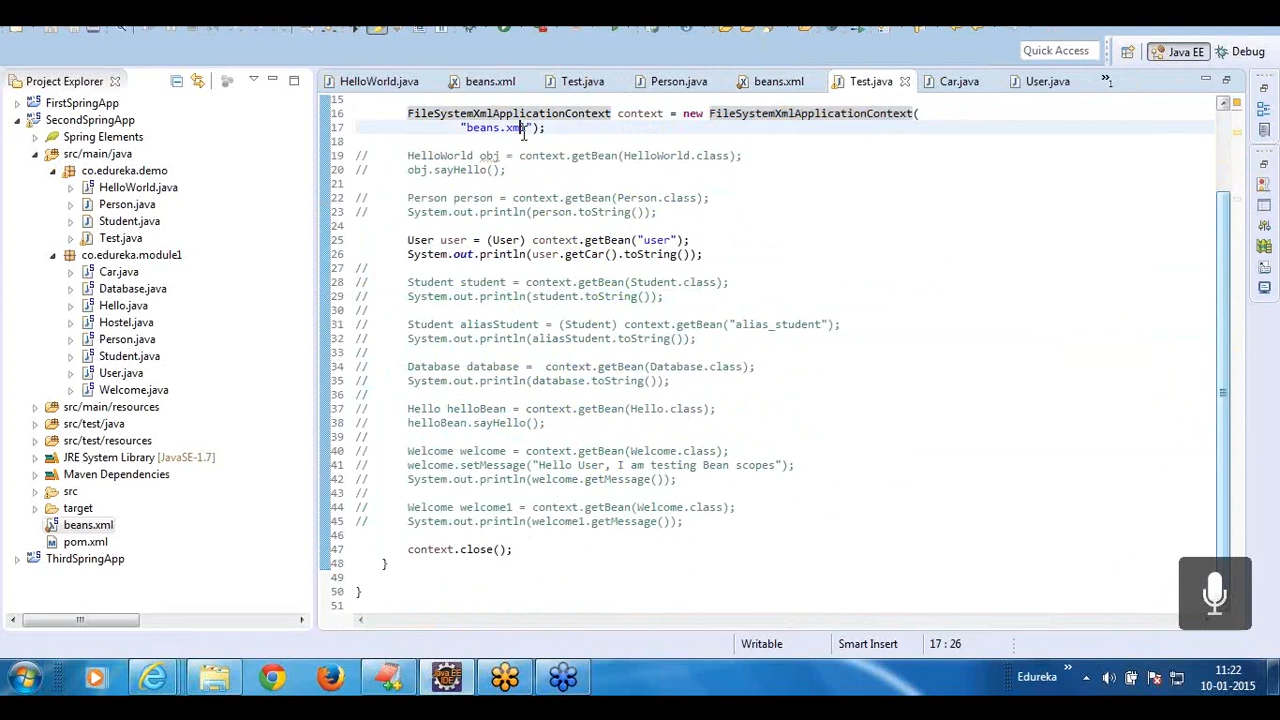 Quick Access
Java EE
Debug
Project Explorer
HelloWorld.java
beans.xml
Test.java
Person.java
beans.xml
Test.java
Car.java
User.java
FirstSpringApp
SecondSpringApp
Spring Elements
src/main/java
co.edureka.demo
HelloWorld.java
Person.java
Student.java
Test.java
co.edureka.module1
Car.java
Database.java
Hello.java
Hostel.java
Person.java
Student.java
User.java
Welcome.java
src/main/resources
src/test/java
src/test/resources
JRE System Library [JavaSE-1.7]
Maven Dependencies
src
target
beans.xml
pom.xml
ThirdSpringApp
15
16 FileSystemXmlApplicationContext context = new FileSystemXmlApplicationContext(
17 "beans.xml");
18
19 // HelloWorld obj = context.getBean(HelloWorld.class);
20 // obj.sayHello();
21
22 // Person person = context.getBean(Person.class);
23 // System.out.println(person.toString());
24
25 User user = (User) context.getBean("user");
26 System.out.println(user.getCar().toString());
27 //
28 // Student student = context.getBean(Student.class);
29 // System.out.println(student.toString());
30 //
31 // Student aliasStudent = (Student) context.getBean("alias_student");
32 // System.out.println(aliasStudent.toString());
33 //
34 // Database database = context.getBean(Database.class);
35 // System.out.println(database.toString());
36 //
37 // Hello helloBean = context.getBean(Hello.class);
38 // helloBean.sayHello();
39 //
40 // Welcome welcome = context.getBean(Welcome.class);
41 // welcome.setMessage("Hello User, I am testing Bean scopes");
42 // System.out.println(welcome.getMessage());
43 //
44 // Welcome welcome1 = context.getBean(Welcome.class);
45 // System.out.println(welcome1.getMessage());
46
47 context.close();
48 }
49
50 }
51
Writable
Smart Insert
17 : 26
Java EE
IDE
Edureka
11:22
10-01-2015